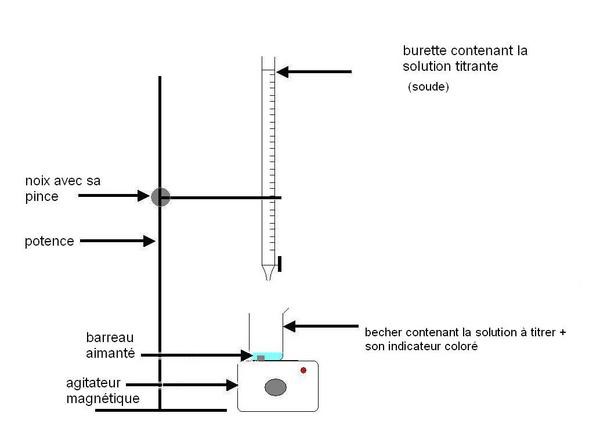 burette contenant la
solution titrante
(soude)
noix avec sa
pince
potence
becher contenant la solution à titrer +
son indicateur coloré
barreau
aimanté
agitateur
magnétique